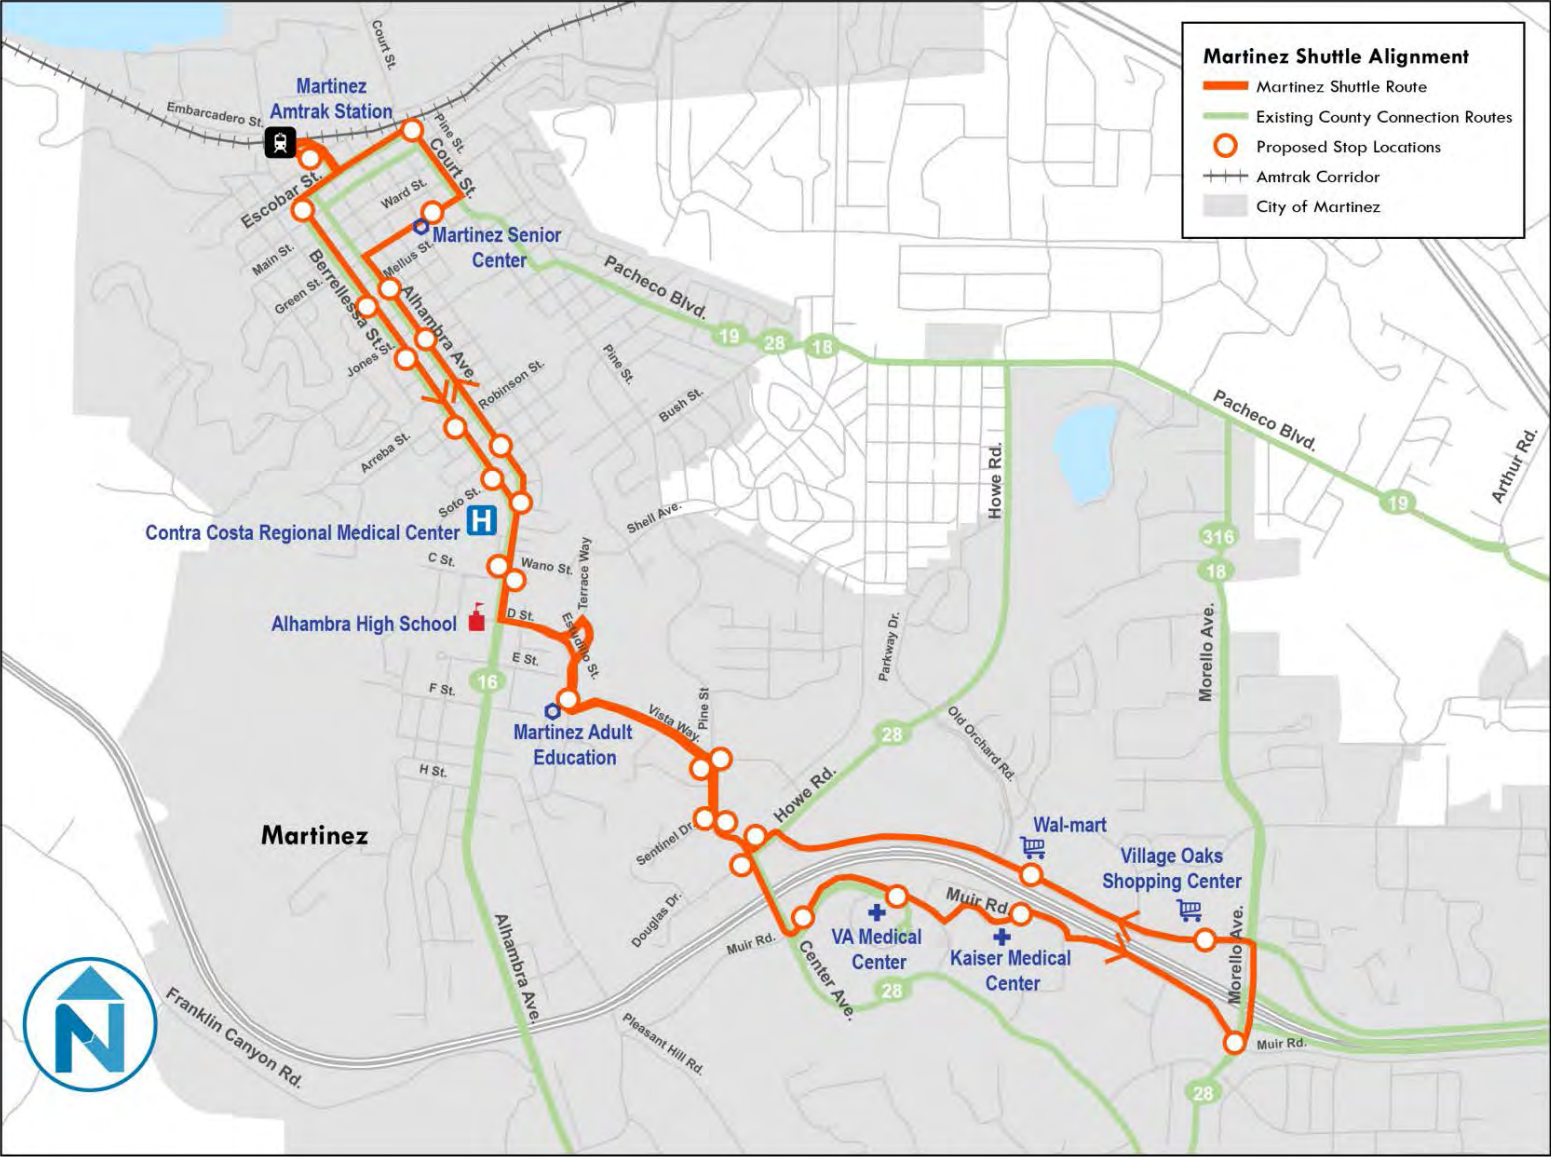 Court St.
Martinez Shuttle Alignment
Martinez Shuttle Route
Existing County Connection Routes
Proposed Stop Locations
Amtrak Corridor
City of Martinez
Martinez
Amtrak Station
Embarcadero St.
Pine St.
Court St.
Escobar St.
Ward St.
Martinez Senior
Center
Main St.
Mellus St.
Green St.
Berrellessa St.
Alhambra Ave.
Pacheco Blvd.
19
28
18
Jones St.
Robinson St.
Pine St.
Bush St.
Pacheco Blvd.
Arreba St.
Howe Rd.
Arthur Rd.
19
Soto St.
H
Contra Costa Regional Medical Center
Shell Ave.
316
18
C St.
Wano St.
Terrace Way
Alhambra High School
D St.
Estudillo St.
Parkway Dr.
Morello Ave.
E St.
16
F St.
Pine St
Vista Way.
Martinez Adult
Education
28
Old Orchard Rd.
H St.
Howe Rd.
Martinez
Sentinel Dr.
Wal-mart
Village Oaks
Shopping Center
Douglas Dr.
Muir Rd.
Muir Rd.
VA Medical
Center
Kaiser Medical
Center
Morello Ave.
Alhambra Ave.
Center Ave.
28
N
Franklin Canyon Rd.
Pleasant Hill Rd.
Muir Rd.
28